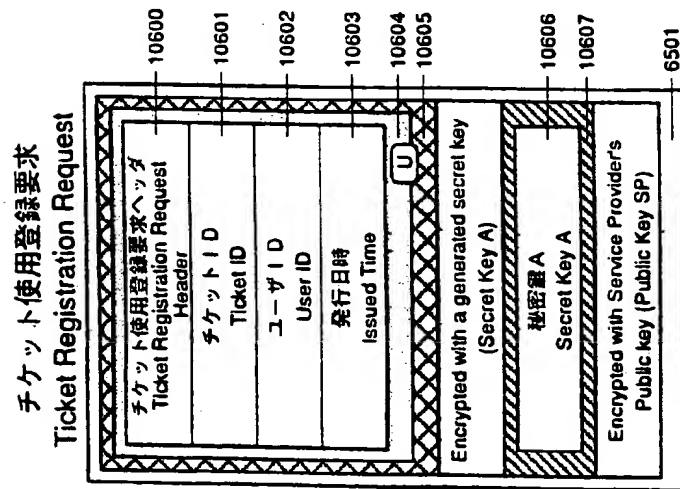 チケット使用登録要求
Ticket Registration Request
チケット使用登録要求ヘッダ
Ticket Registration Request
Header
10600
チケットID
Ticket ID
10601
ユーザID
User ID
10602
発行日時
Issued Time
10603
U
10604
10605
Encrypted with a generated secret key
(Secret Key A)
秘密鍵 A
Secret Key A
10606
10607
Encrypted with Service Provider's
Public key (Public Key SP)
6501